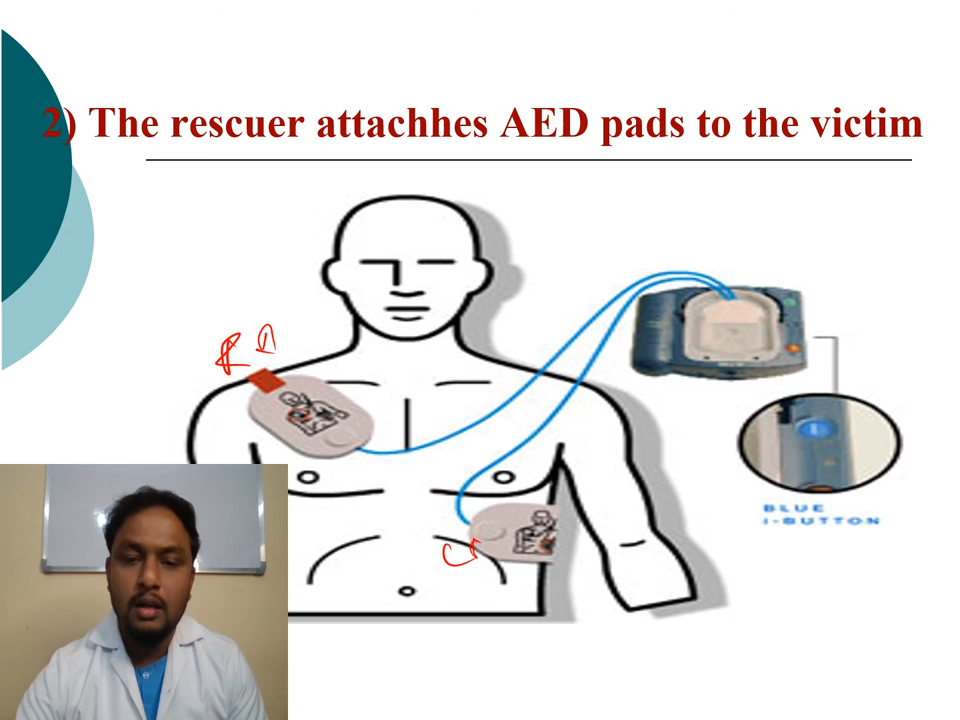 2) The rescuer attachhes AED pads to the victim
BLUE
i-BUTTON